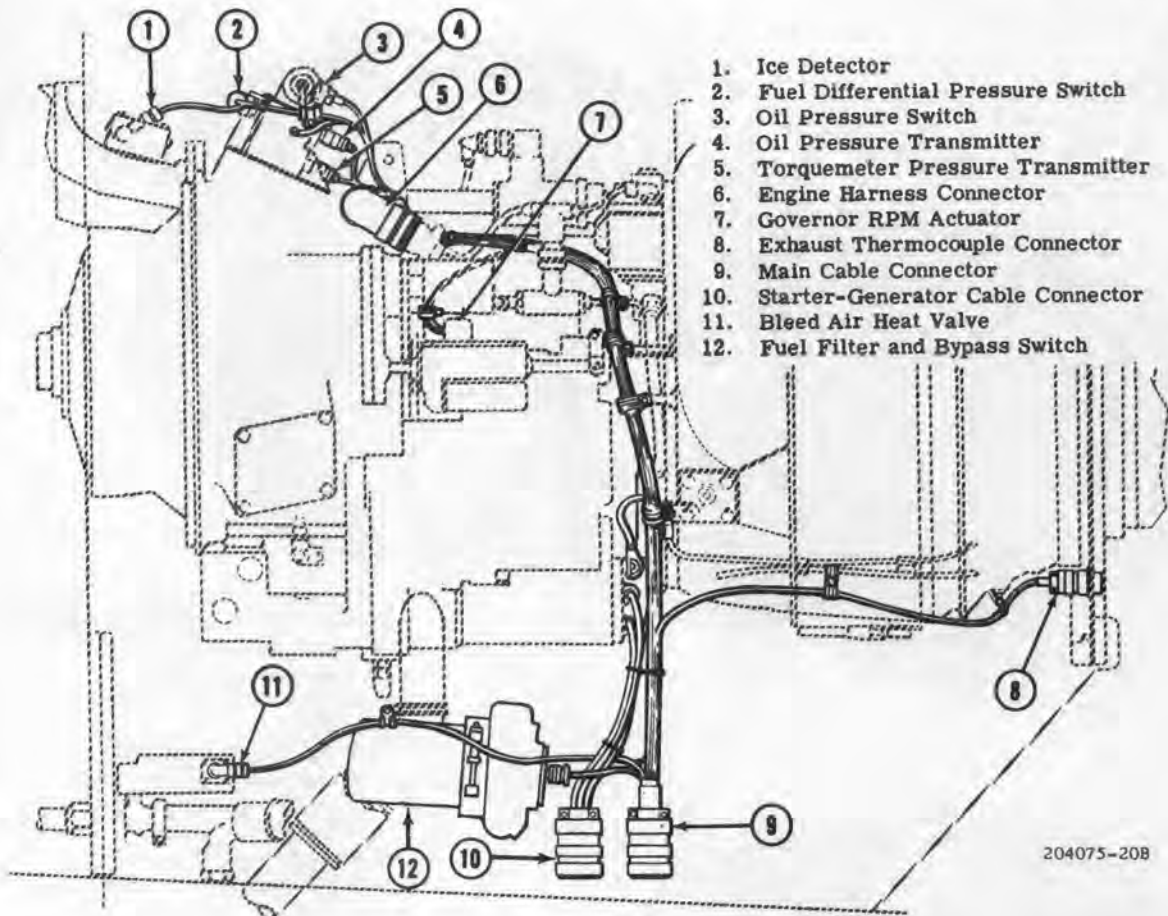 1
2
3
4
5
6
7
1. Ice Detector
2. Fuel Differential Pressure Switch
3. Oil Pressure Switch
4. Oil Pressure Transmitter
5. Torquemeter Pressure Transmitter
6. Engine Harness Connector
7. Governor RPM Actuator
8. Exhaust Thermocouple Connector
9. Main Cable Connector
10. Starter-Generator Cable Connector
11. Bleed Air Heat Valve
12. Fuel Filter and Bypass Switch
11
8
12
10
9
204075-20B